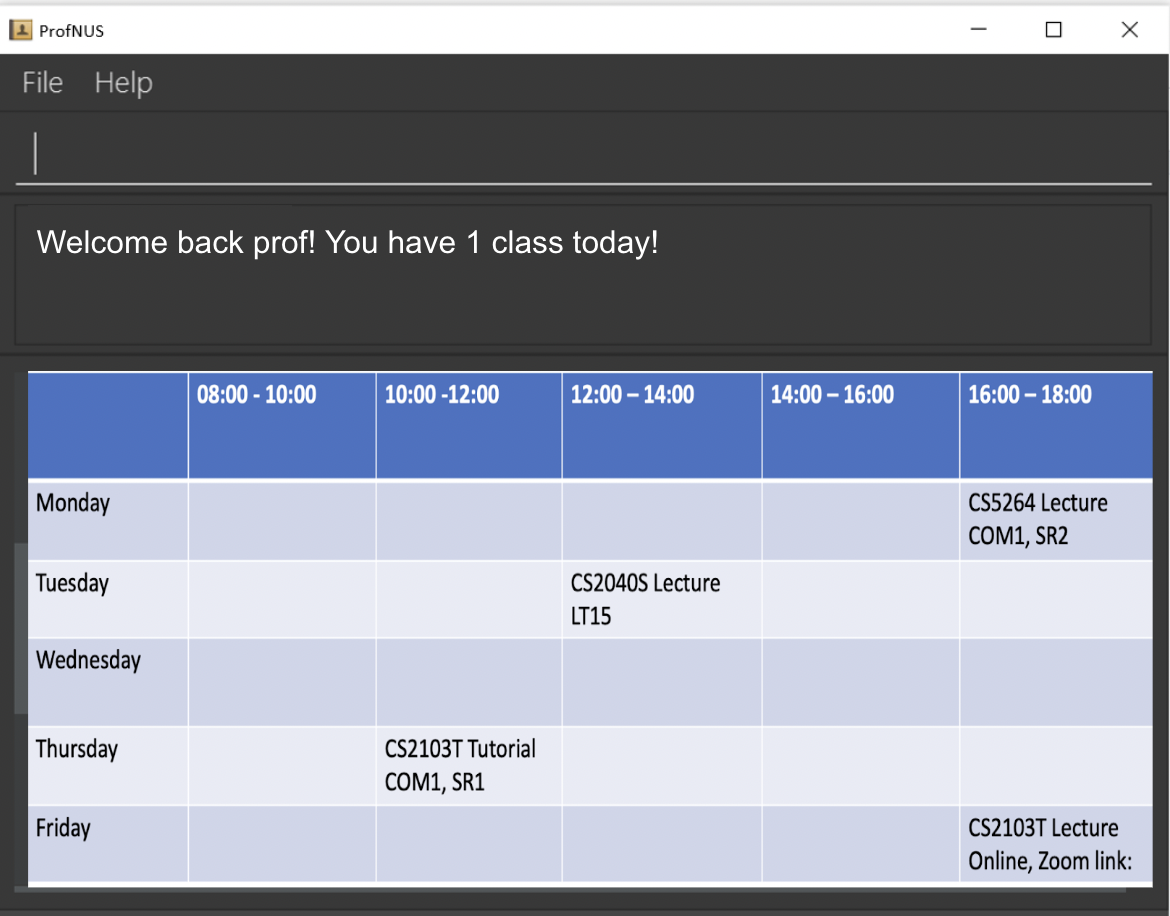 ProfNUS
File Help
Welcome back prof! You have 1 class today!
08:00 - 10:00 10:00 -12:00 12:00 – 14:00 14:00 – 16:00 16:00 – 18:00
Monday CS5264 Lecture
COM1, SR2
Tuesday CS2040S Lecture
LT15
Wednesday
Thursday CS2103T Tutorial
COM1, SR1
Friday CS2103T Lecture
Online, Zoom link: